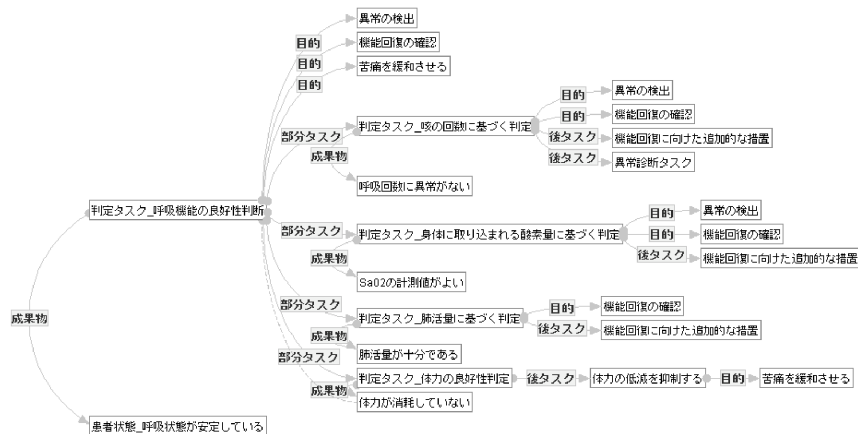 異常の検出
目的
機能回復の確認
目的
苦痛を緩和させる
目的
異常の検出
目的
機能回復の確認
目的
部分タスク
判定タスク_咳の回数に基づく判定
後タスク
機能回復に向けた追加的な措置
成果物
後タスク
異常診断タスク
呼吸回数に異常がない
判定タスク_呼吸機能の良好性判断
異常の検出
目的
部分タスク
判定タスク_身体に取り込まれる酸素量に基づく判定
目的
機能回復の確認
成果物
後タスク
機能回復に向けた追加的な措置
SaO2の計測値がよい
部分タスク
目的
機能回復の確認
成果物
判定タスク_肺活量に基づく判定
後タスク
機能回復に向けた追加的な措置
成果物
部分タスク
肺活量が十分である
判定タスク_体力の良好性判定
後タスク
体力の低減を抑制する
目的
苦痛を緩和させる
成果物
体力が消耗していない
患者状態_呼吸状態が安定している